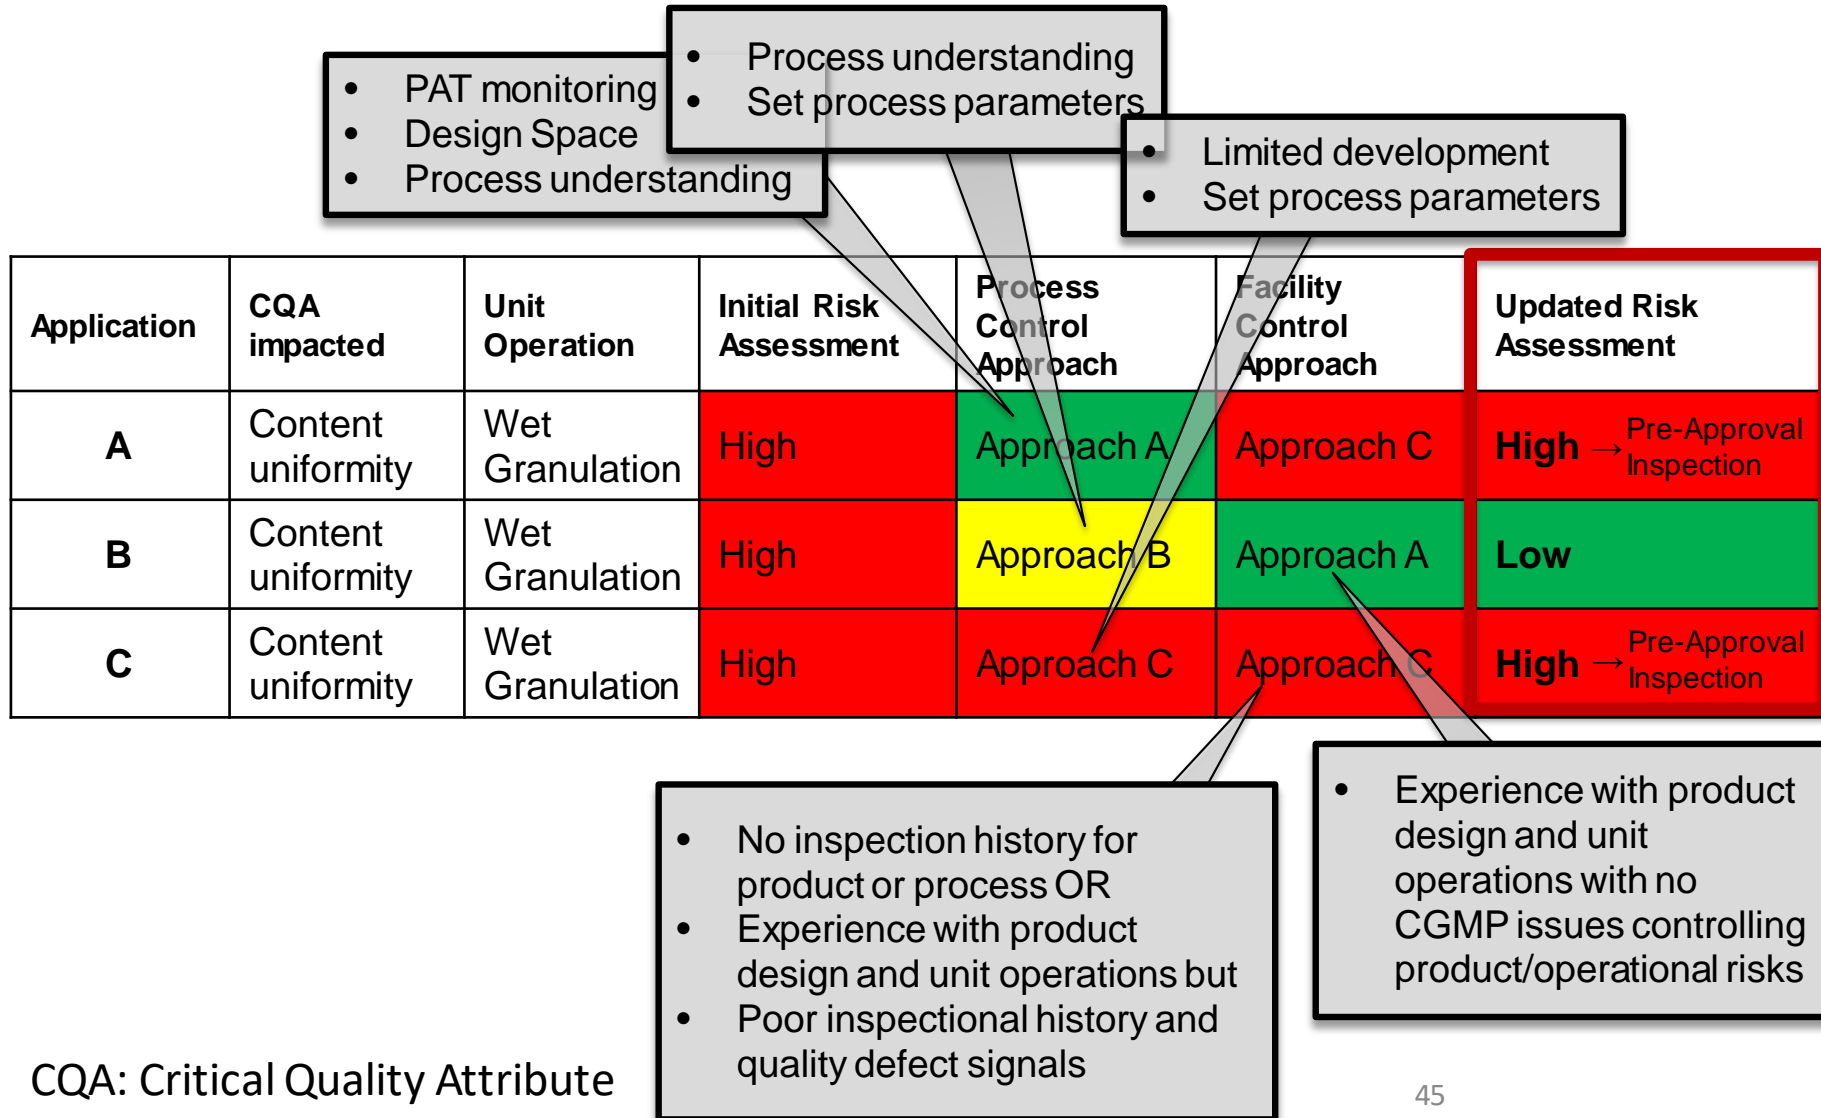 • PAT monitoring
• Design Space
• Process understanding
• Process understanding
• Set process parameters
• Limited development
• Set process parameters
Application
CQA
impacted
Unit
Operation
Initial Risk
Assessment
Process
Control
Approach
Facility
Control
Approach
Updated Risk
Assessment
A
Content
uniformity
Wet
Granulation
High
Approach A
Approach C
High → Pre-Approval
Inspection
B
Content
uniformity
Wet
Granulation
High
Approach B
Approach A
Low
C
Content
uniformity
Wet
Granulation
High
Approach C
Approach C
High → Pre-Approval
Inspection
• No inspection history for
product or process OR
• Experience with product
design and unit operations but
• Poor inspectional history and
quality defect signals
• Experience with product
design and unit
operations with no
CGMP issues controlling
product/operational risks
CQA: Critical Quality Attribute
45